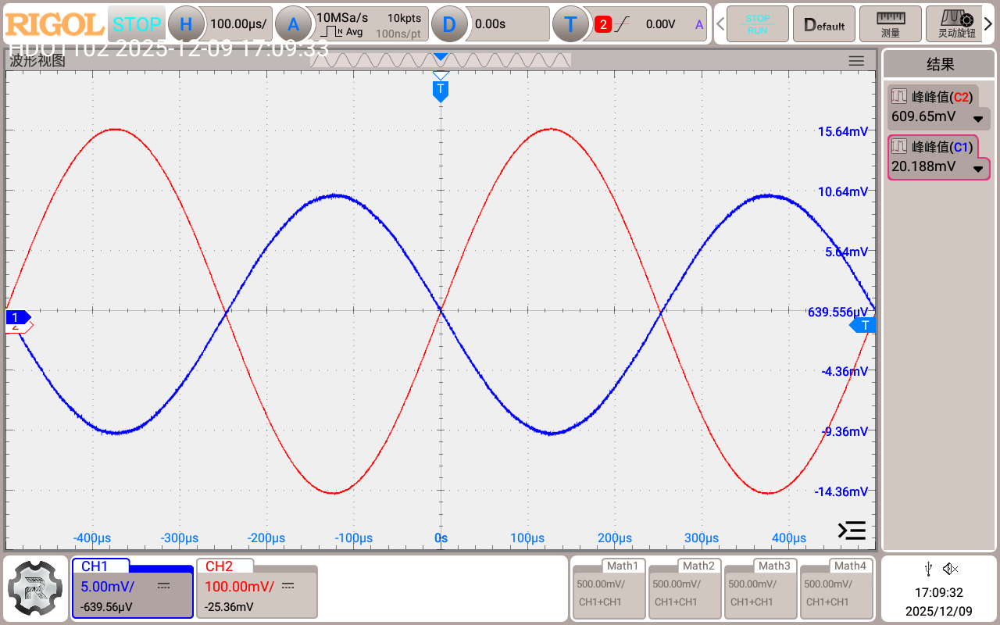 RIGOL STOP H 100.00µs/ A 10MSa/s 10kpts D 0.00s T 2 0.00V A STOP Default 测量 灵动旋钮
Avg 100ns/pt RUN
HDO1102 2025-12-09 17:09:33
波形视图
结果
T
峰峰值(C2)
609.65mV
峰峰值(C1)
20.188mV
15.64mV
10.64mV
5.64mV
639.556µV
1
2
T
-4.36mV
-9.36mV
-14.36mV
-400µs -300µs -200µs -100µs 0s 100µs 200µs 300µs 400µs
CH1 CH2 Math1 Math2 Math3 Math4
5.00mV/ 100.00mV/ 500.00mV/ 500.00mV/ 500.00mV/ 500.00mV/
-639.56µV -25.36mV CH1+CH1 CH1+CH1 CH1+CH1 CH1+CH1
R
17:09:32
2025/12/09